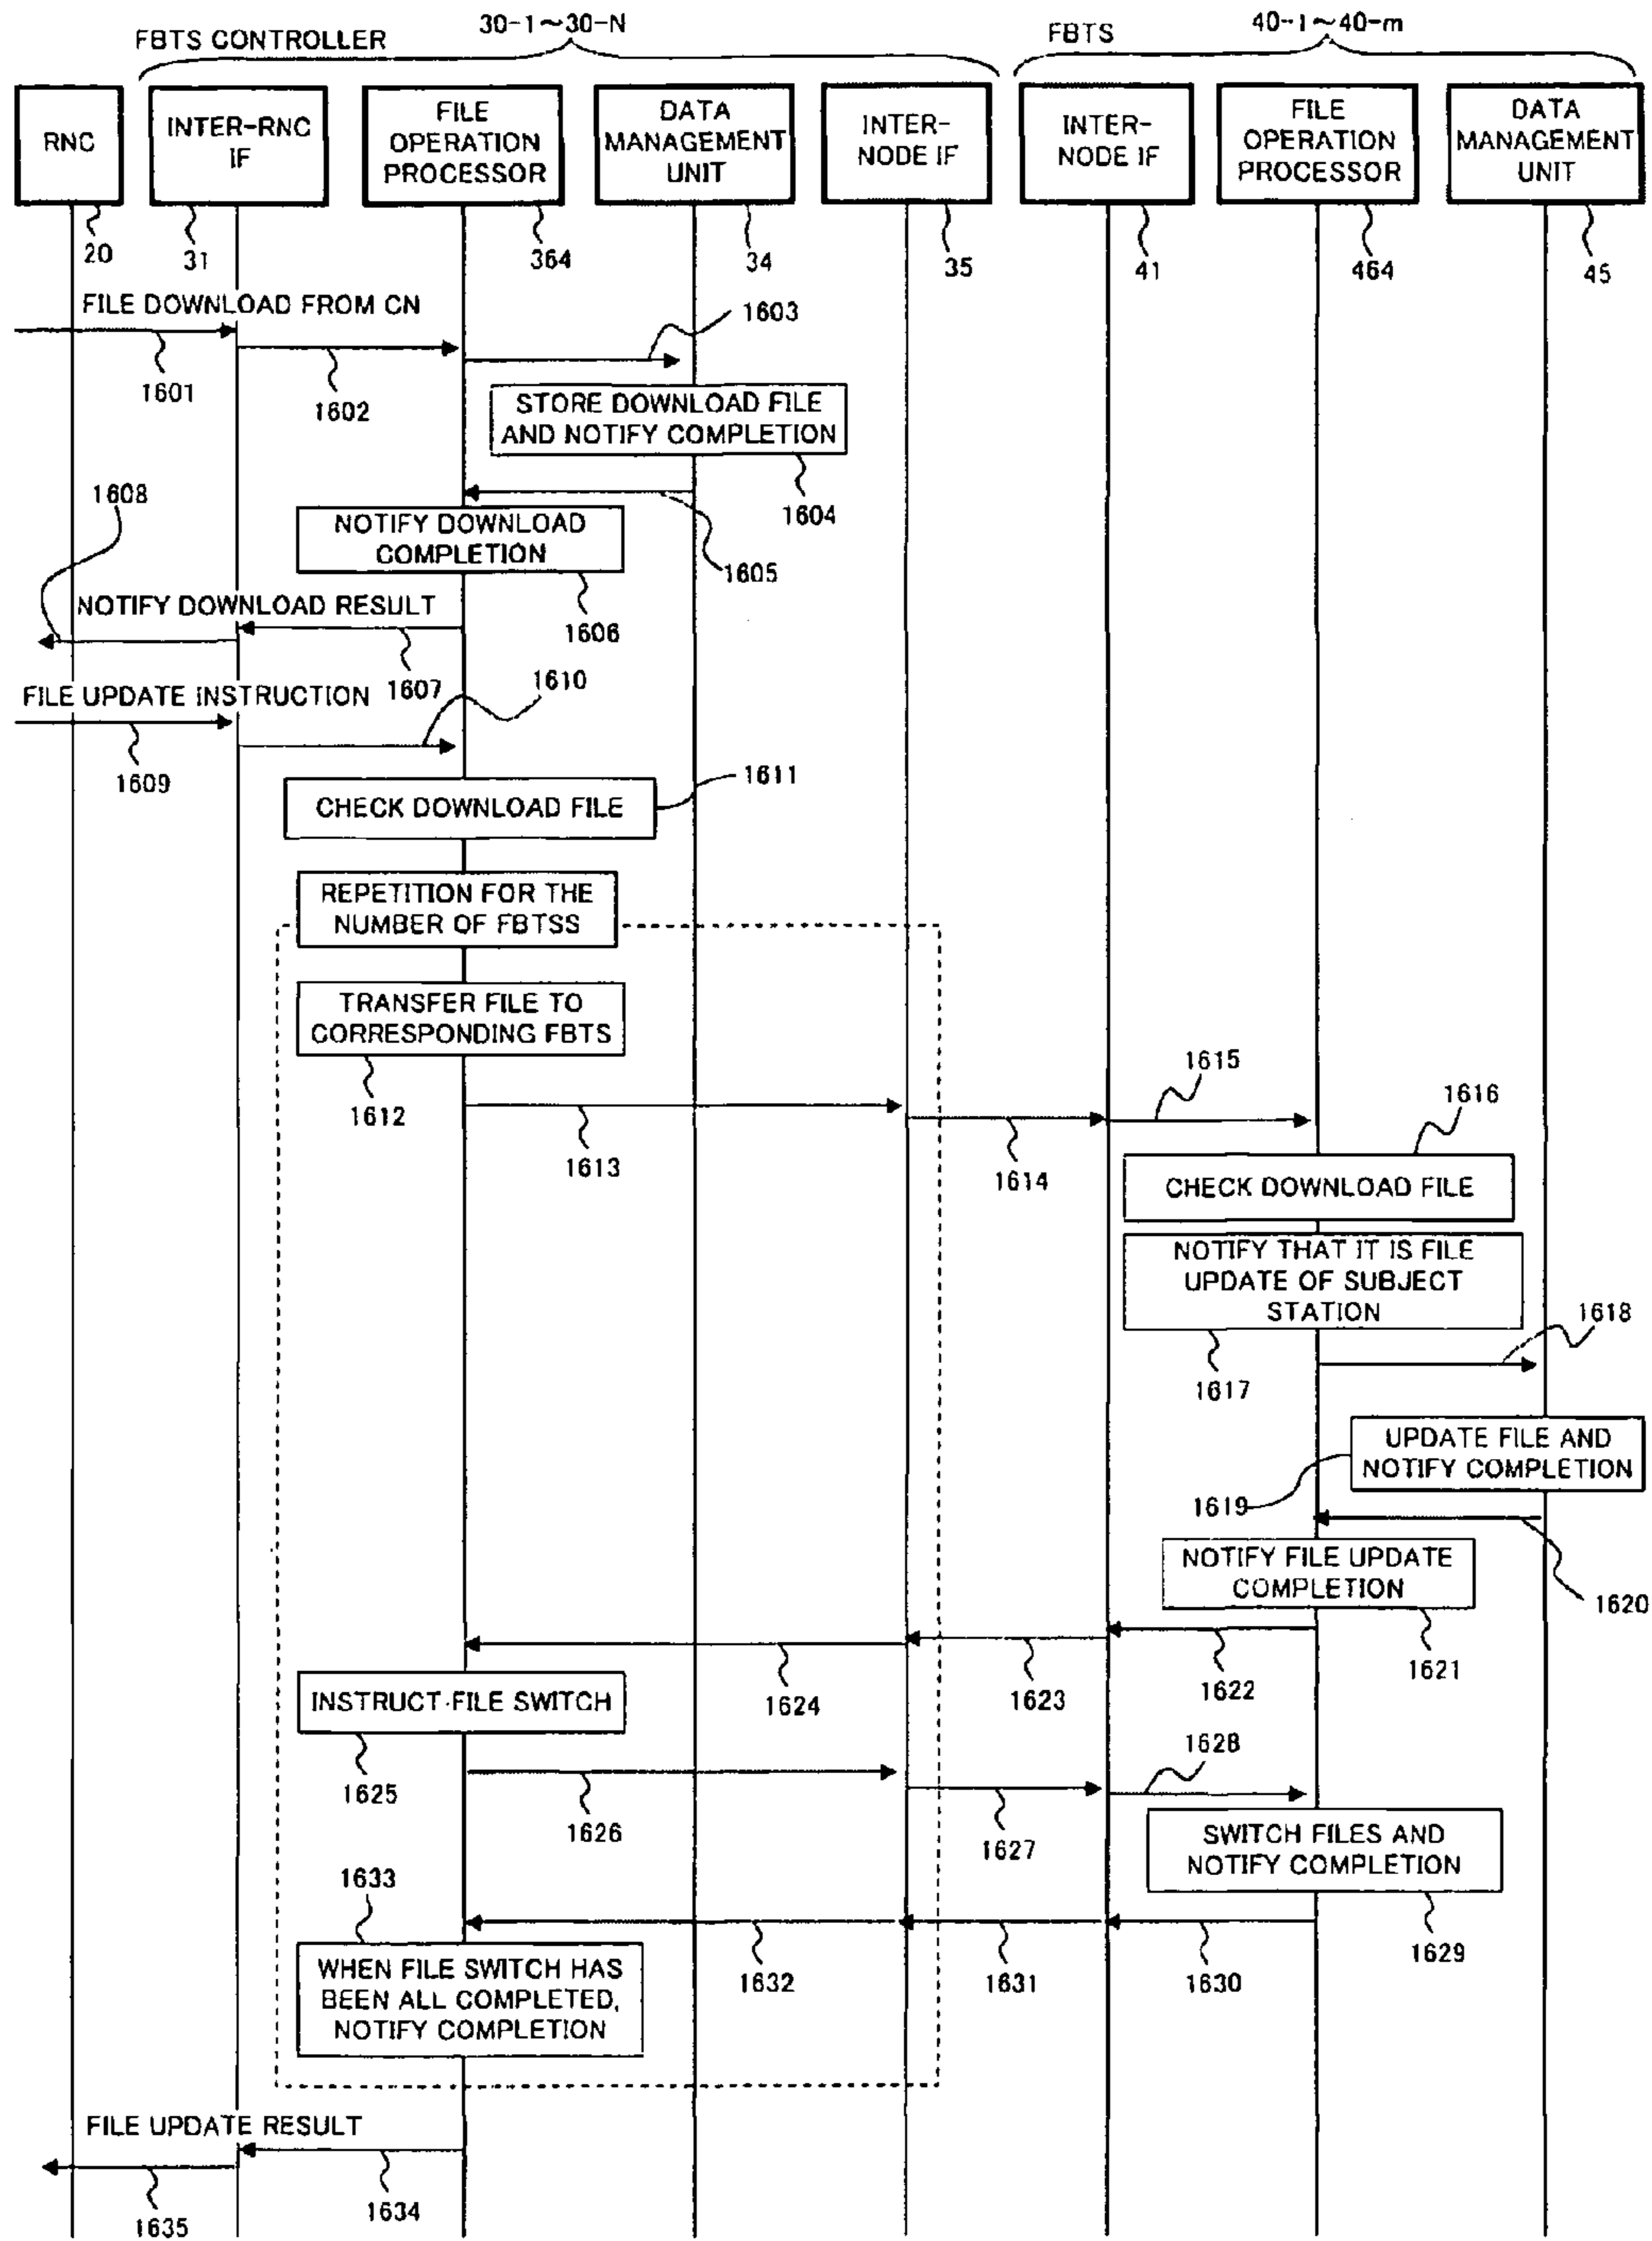 FBTS CONTROLLER
30-1~30-N
FBTS
40-1~40-m
RNC
INTER-RNC
IF
FILE
OPERATION
PROCESSOR
DATA
MANAGEMENT
UNIT
INTER-
NODE IF
INTER-
NODE IF
FILE
OPERATION
PROCESSOR
DATA
MANAGEMENT
UNIT
20
31
364
34
35
41
464
45
FILE DOWNLOAD FROM CN
1601
1602
1603
STORE DOWNLOAD FILE
AND NOTIFY COMPLETION
1604
1605
NOTIFY DOWNLOAD
COMPLETION
1606
1608
NOTIFY DOWNLOAD RESULT
1607
FILE UPDATE INSTRUCTION
1610
1609
CHECK DOWNLOAD FILE
1611
REPETITION FOR THE
NUMBER OF FBTSS
TRANSFER FILE TO
CORRESPONDING FBTS
1612
1613
1614
1615
1616
CHECK DOWNLOAD FILE
NOTIFY THAT IT IS FILE
UPDATE OF SUBJECT
STATION
1617
1618
UPDATE FILE AND
NOTIFY COMPLETION
1619
1620
NOTIFY FILE UPDATE
COMPLETION
1621
1622
1623
1624
INSTRUCT FILE SWITCH
1625
1626
1627
1628
SWITCH FILES AND
NOTIFY COMPLETION
1629
1630
1631
1632
1633
WHEN FILE SWITCH HAS
BEEN ALL COMPLETED,
NOTIFY COMPLETION
FILE UPDATE RESULT
1634
1635